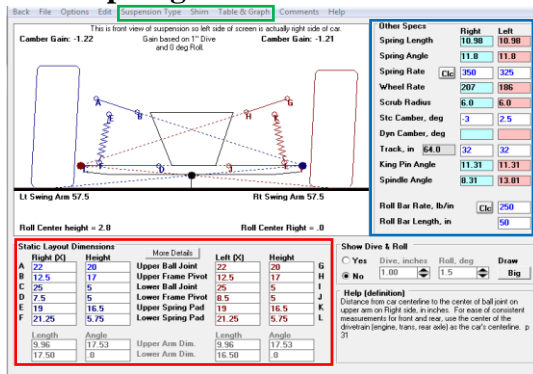 Back File Options Edit Suspension Type Shim Table & Graph Comments Help
This is front view of suspension so left side of screen is actually right side of car.
Camber Gain: -1.22 Gain based on 1" Dive and 0 deg Roll. Camber Gain: -1.21
A E B H K G
F C D J I L
Lt Swing Arm 57.5 Rt Swing Arm 57.5
Roll Center height = 2.0 Roll Center Right = .0
Other Specs Right Left
Spring Length 10.98 10.98
Spring Angle 11.8 11.8
Spring Rate Clc 350 325
Wheel Rate 207 186
Scrub Radius 6.0 6.0
Stc Camber, deg -3 2.5
Dyn Camber, deg
Track, in 64.0 32 32
King Pin Angle 11.31 11.31
Spindle Angle 8.31 13.81
Roll Bar Rate, lb/in Clc 250
Roll Bar Length, in 50
Static Layout Dimensions
Right (X) Height More Details Left (X) Height
A 22 20 Upper Ball Joint 22 20 G
B 12.5 17 Upper Frame Pivot 12.5 17 H
C 25 5 Lower Ball Joint 25 5 I
D 7.5 5 Lower Frame Pivot 8.5 5 J
E 19 16.5 Upper Spring Pad 19 16.5 K
F 21.25 5.75 Lower Spring Pad 21.25 5.75 L
Length Angle Length Angle
9.96 17.53 Upper Arm Dim. 9.96 17.53
17.50 .0 Lower Arm Dim. 16.50 .0
Show Dive & Roll
Yes Dive, inches Roll, deg Draw
No 1.00 1.5 Big
Help (definition)
Distance from car centerline to the center of ball joint on
upper arm on Right side, in inches. For ease of consistent
measurements for front and rear, use the center of the
drivetrain (engine, trans, rear axle) as the car's centerline. p
31